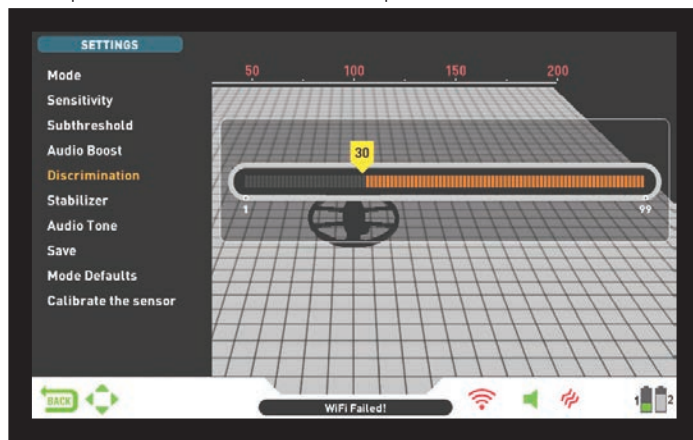 SETTINGS
Mode
Sensitivity
Subthreshold
Audio Boost
Discrimination
Stabilizer
Audio Tone
Save
Mode Defaults
Calibrate the sensor
50 100 150 200
30
1 99
BACK
WiFi Failed!
1 2